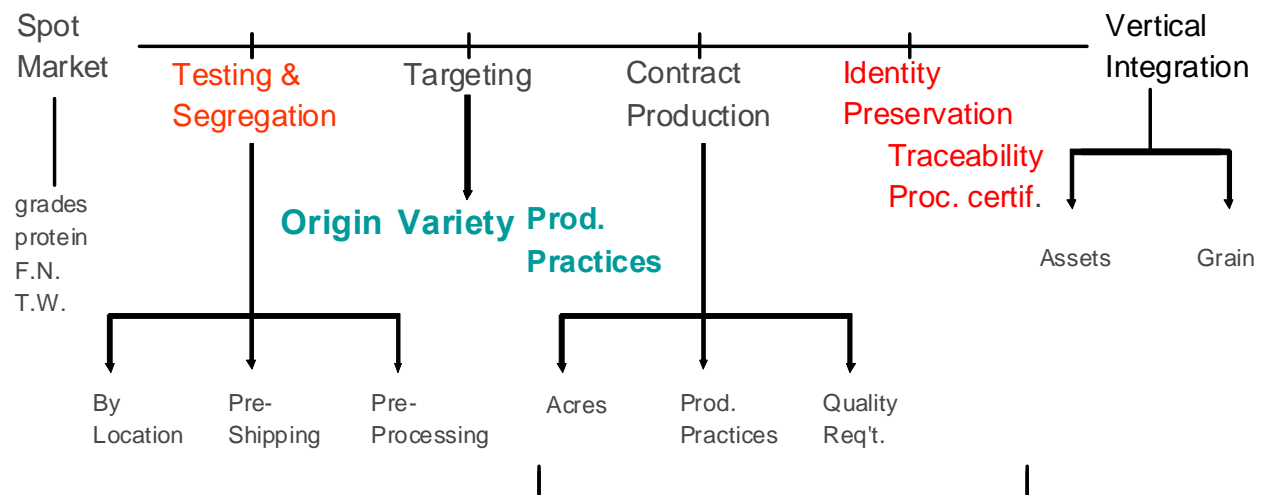 Spot
Market
Vertical
Integration
Testing &
Segregation
Targeting
Contract
Production
Identity
Preservation
Traceability
Proc. certif.
grades
protein
F.N.
T.W.
Origin Variety Prod.
Practices
Assets
Grain
By
Location
Pre-
Shipping
Pre-
Processing
Acres
Prod.
Practices
Quality
Req't.